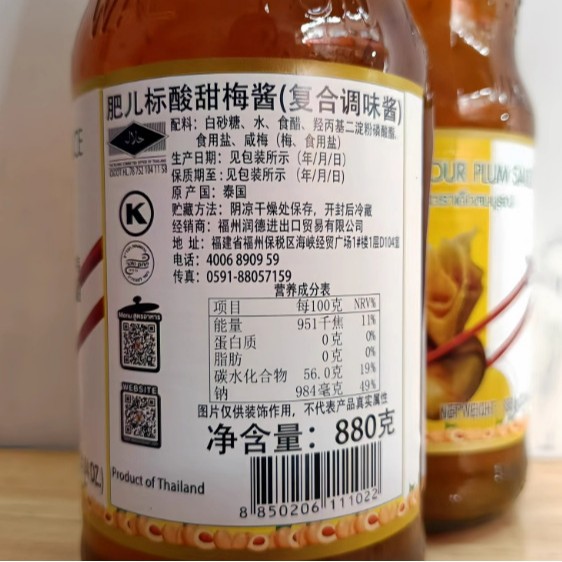 肥儿标酸甜梅酱(复合调味酱)
配料：白砂糖、水、食醋、羟丙基二淀粉磷酸酯、
食用盐、咸梅（梅、食用盐）
生产日期：见包装所示（年/月/日）
保质期至：见包装所示（年/月/日）
原产国：泰国
贮藏方法：阴凉干燥处保存，开封后冷藏
经销商：福州润德进出口贸易有限公司
地 址：福建省福州保税区海峡经贸广场1#楼1层D104室
电话：4006 8909 59
传真：0591-88057159
营养成分表
项目 每100克 NRV%
能量 951千焦 11%
蛋白质 0克 0%
脂肪 0克 0%
碳水化合物 56.0克 19%
钠 984毫克 49%
图片仅供装饰作用，不代表产品真实属性
净含量：880克
K
WEBSITE
Product of Thailand
8 850206 111022
OUR PLUM SAU
NET WEIGHT